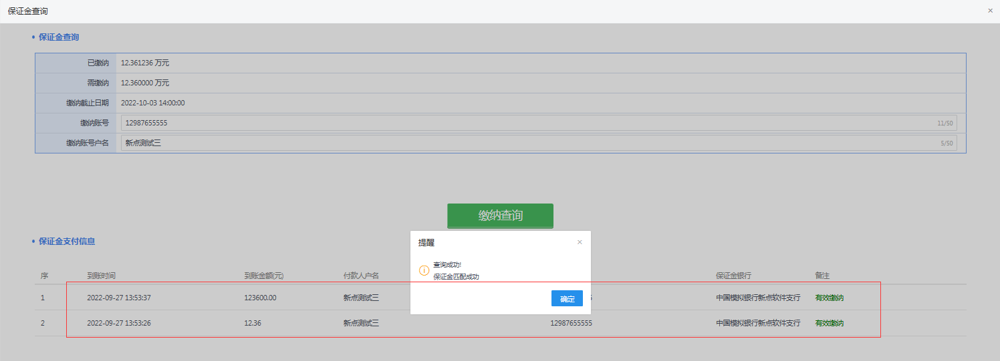 保证金查询
保证金查询
已缴纳 12.361236 万元
需缴纳 12.360000 万元
缴纳截止日期 2022-10-03 14:00:00
缴纳账号 12987655555 11/50
缴纳账号户名 新点测试三 5/50
缴纳查询
保证金支付信息
提醒
查询成功!
保证金匹配成功
确定
序 到账时间 到账金额(元) 付款人户名 保证金银行 备注
1 2022-09-27 13:53:37 123600.00 新点测试三 中国模拟银行新点软件支行 有效缴纳
2 2022-09-27 13:53:26 12.36 新点测试三 12987655555 中国模拟银行新点软件支行 有效缴纳